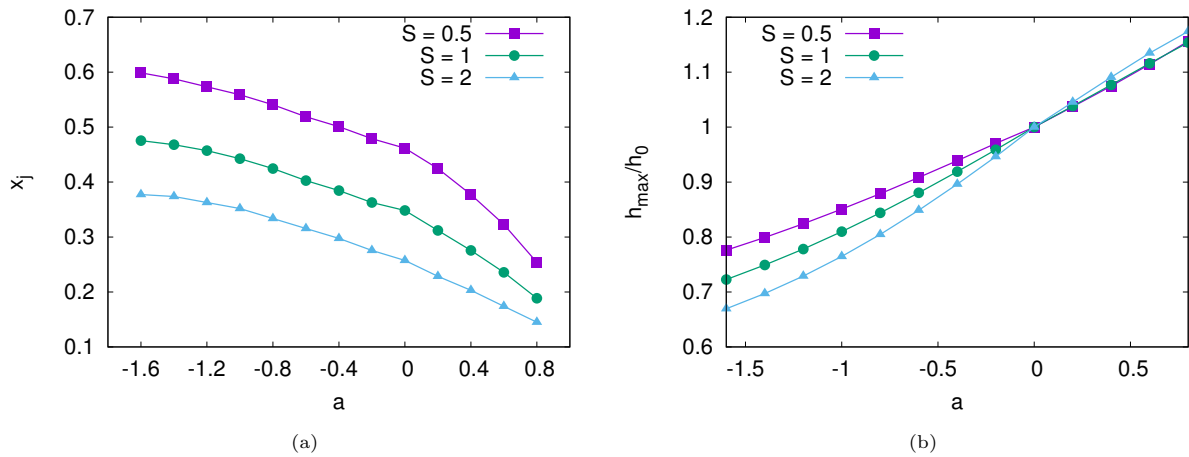 S = 0.5
S = 1
S = 2
0.7
0.6
0.5
0.4
0.3
0.2
0.1
x_j
-1.6 -1.2 -0.8 -0.4 0 0.4 0.8
a
(a)
S = 0.5
S = 1
S = 2
1.2
1.1
1
0.9
0.8
0.7
0.6
h_max/h_0
-1.5 -1 -0.5 0 0.5
a
(b)